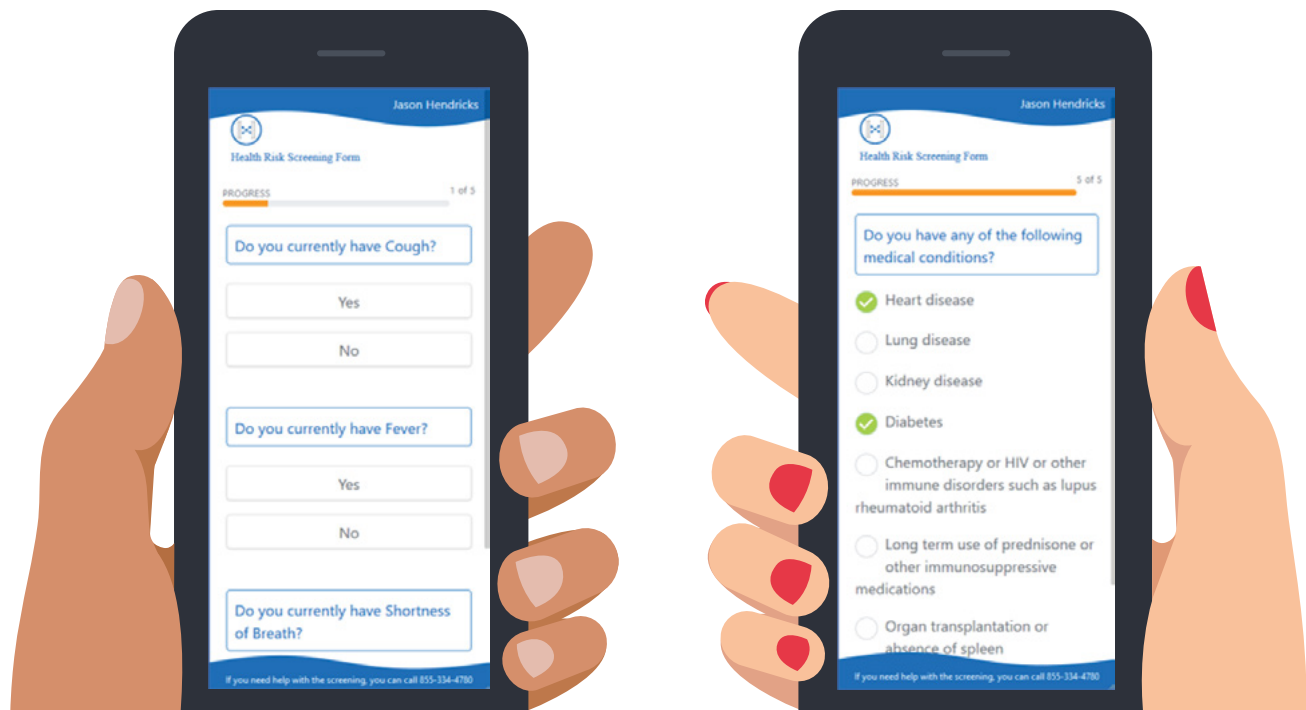 Jason Hendricks
Health Risk Screening Form
PROGRESS
1 of 5
Do you currently have Cough?
Yes
No
Do you currently have Fever?
Yes
No
Do you currently have Shortness
of Breath?
If you need help with the screening, you can call 855-334-4780
Jason Hendricks
Health Risk Screening Form
PROGRESS
5 of 5
Do you have any of the following
medical conditions?
Heart disease
Lung disease
Kidney disease
Diabetes
Chemotherapy or HIV or other
immune disorders such as lupus
rheumatoid arthritis
Long term use of prednisone or
other immunosuppressive
medications
Organ transplantation or
absence of spleen
If you need help with the screening, you can call 855-334-4780